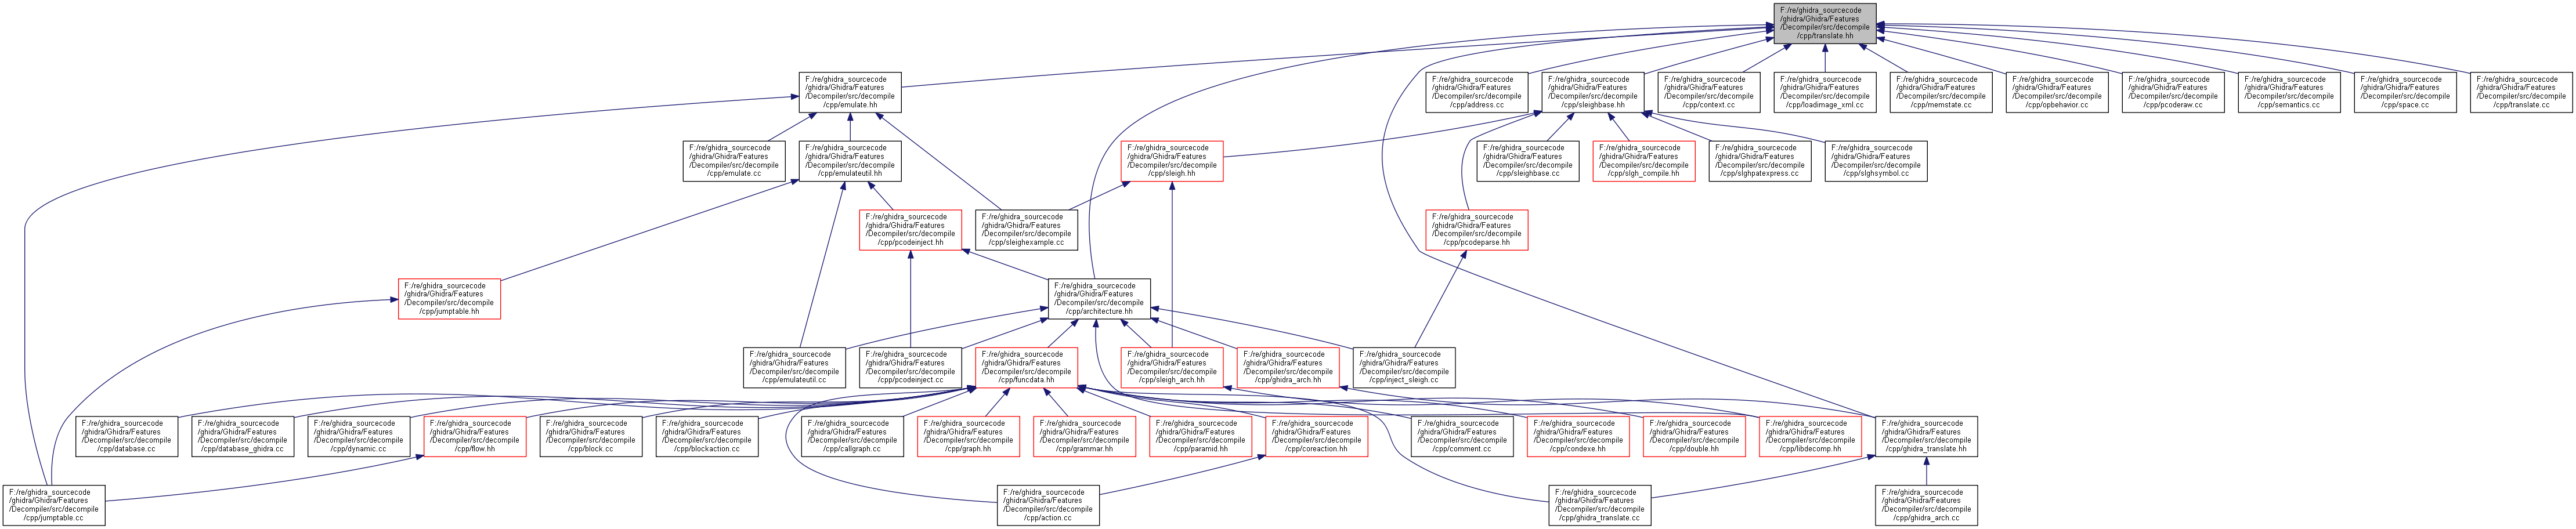 F:/re/ghidra_sourcecode
/ghidra/Ghidra/Features
/Decompiler/src/decompile
/cpp/translate.hh
F:/re/ghidra_sourcecode
/ghidra/Ghidra/Features
/Decompiler/src/decompile
/cpp/emulate.hh
F:/re/ghidra_sourcecode
/ghidra/Ghidra/Features
/Decompiler/src/decompile
/cpp/address.cc
F:/re/ghidra_sourcecode
/ghidra/Ghidra/Features
/Decompiler/src/decompile
/cpp/sleighbase.hh
F:/re/ghidra_sourcecode
/ghidra/Ghidra/Features
/Decompiler/src/decompile
/cpp/context.cc
F:/re/ghidra_sourcecode
/ghidra/Ghidra/Features
/Decompiler/src/decompile
/cpp/loadimage_xml.cc
F:/re/ghidra_sourcecode
/ghidra/Ghidra/Features
/Decompiler/src/decompile
/cpp/memstate.cc
F:/re/ghidra_sourcecode
/ghidra/Ghidra/Features
/Decompiler/src/decompile
/cpp/opbehavior.cc
F:/re/ghidra_sourcecode
/ghidra/Ghidra/Features
/Decompiler/src/decompile
/cpp/pcoderaw.cc
F:/re/ghidra_sourcecode
/ghidra/Ghidra/Features
/Decompiler/src/decompile
/cpp/semantics.cc
F:/re/ghidra_sourcecode
/ghidra/Ghidra/Features
/Decompiler/src/decompile
/cpp/space.cc
F:/re/ghidra_sourcecode
/ghidra/Ghidra/Features
/Decompiler/src/decompile
/cpp/translate.cc
F:/re/ghidra_sourcecode
/ghidra/Ghidra/Features
/Decompiler/src/decompile
/cpp/emulate.cc
F:/re/ghidra_sourcecode
/ghidra/Ghidra/Features
/Decompiler/src/decompile
/cpp/emulateutil.hh
F:/re/ghidra_sourcecode
/ghidra/Ghidra/Features
/Decompiler/src/decompile
/cpp/sleigh.hh
F:/re/ghidra_sourcecode
/ghidra/Ghidra/Features
/Decompiler/src/decompile
/cpp/sleighbase.cc
F:/re/ghidra_sourcecode
/ghidra/Ghidra/Features
/Decompiler/src/decompile
/cpp/slgh_compile.hh
F:/re/ghidra_sourcecode
/ghidra/Ghidra/Features
/Decompiler/src/decompile
/cpp/slghpatexpress.cc
F:/re/ghidra_sourcecode
/ghidra/Ghidra/Features
/Decompiler/src/decompile
/cpp/slghsymbol.cc
F:/re/ghidra_sourcecode
/ghidra/Ghidra/Features
/Decompiler/src/decompile
/cpp/pcodeinject.hh
F:/re/ghidra_sourcecode
/ghidra/Ghidra/Features
/Decompiler/src/decompile
/cpp/sleighexample.cc
F:/re/ghidra_sourcecode
/ghidra/Ghidra/Features
/Decompiler/src/decompile
/cpp/pcodeparse.hh
F:/re/ghidra_sourcecode
/ghidra/Ghidra/Features
/Decompiler/src/decompile
/cpp/jumptable.hh
F:/re/ghidra_sourcecode
/ghidra/Ghidra/Features
/Decompiler/src/decompile
/cpp/architecture.hh
F:/re/ghidra_sourcecode
/ghidra/Ghidra/Features
/Decompiler/src/decompile
/cpp/emulateutil.cc
F:/re/ghidra_sourcecode
/ghidra/Ghidra/Features
/Decompiler/src/decompile
/cpp/pcodeinject.cc
F:/re/ghidra_sourcecode
/ghidra/Ghidra/Features
/Decompiler/src/decompile
/cpp/funcdata.hh
F:/re/ghidra_sourcecode
/ghidra/Ghidra/Features
/Decompiler/src/decompile
/cpp/sleigh_arch.hh
F:/re/ghidra_sourcecode
/ghidra/Ghidra/Features
/Decompiler/src/decompile
/cpp/ghidra_arch.hh
F:/re/ghidra_sourcecode
/ghidra/Ghidra/Features
/Decompiler/src/decompile
/cpp/inject_sleigh.cc
F:/re/ghidra_sourcecode
/ghidra/Ghidra/Features
/Decompiler/src/decompile
/cpp/database.cc
F:/re/ghidra_sourcecode
/ghidra/Ghidra/Features
/Decompiler/src/decompile
/cpp/database_ghidra.cc
F:/re/ghidra_sourcecode
/ghidra/Ghidra/Features
/Decompiler/src/decompile
/cpp/dynamic.cc
F:/re/ghidra_sourcecode
/ghidra/Ghidra/Features
/Decompiler/src/decompile
/cpp/flow.hh
F:/re/ghidra_sourcecode
/ghidra/Ghidra/Features
/Decompiler/src/decompile
/cpp/block.cc
F:/re/ghidra_sourcecode
/ghidra/Ghidra/Features
/Decompiler/src/decompile
/cpp/blockaction.cc
F:/re/ghidra_sourcecode
/ghidra/Ghidra/Features
/Decompiler/src/decompile
/cpp/callgraph.cc
F:/re/ghidra_sourcecode
/ghidra/Ghidra/Features
/Decompiler/src/decompile
/cpp/graph.hh
F:/re/ghidra_sourcecode
/ghidra/Ghidra/Features
/Decompiler/src/decompile
/cpp/grammar.hh
F:/re/ghidra_sourcecode
/ghidra/Ghidra/Features
/Decompiler/src/decompile
/cpp/paramid.hh
F:/re/ghidra_sourcecode
/ghidra/Ghidra/Features
/Decompiler/src/decompile
/cpp/coreaction.hh
F:/re/ghidra_sourcecode
/ghidra/Ghidra/Features
/Decompiler/src/decompile
/cpp/comment.cc
F:/re/ghidra_sourcecode
/ghidra/Ghidra/Features
/Decompiler/src/decompile
/cpp/condexe.hh
F:/re/ghidra_sourcecode
/ghidra/Ghidra/Features
/Decompiler/src/decompile
/cpp/double.hh
F:/re/ghidra_sourcecode
/ghidra/Ghidra/Features
/Decompiler/src/decompile
/cpp/libdecomp.hh
F:/re/ghidra_sourcecode
/ghidra/Ghidra/Features
/Decompiler/src/decompile
/cpp/ghidra_translate.hh
F:/re/ghidra_sourcecode
/ghidra/Ghidra/Features
/Decompiler/src/decompile
/cpp/jumptable.cc
F:/re/ghidra_sourcecode
/ghidra/Ghidra/Features
/Decompiler/src/decompile
/cpp/action.cc
F:/re/ghidra_sourcecode
/ghidra/Ghidra/Features
/Decompiler/src/decompile
/cpp/ghidra_translate.cc
F:/re/ghidra_sourcecode
/ghidra/Ghidra/Features
/Decompiler/src/decompile
/cpp/ghidra_arch.cc